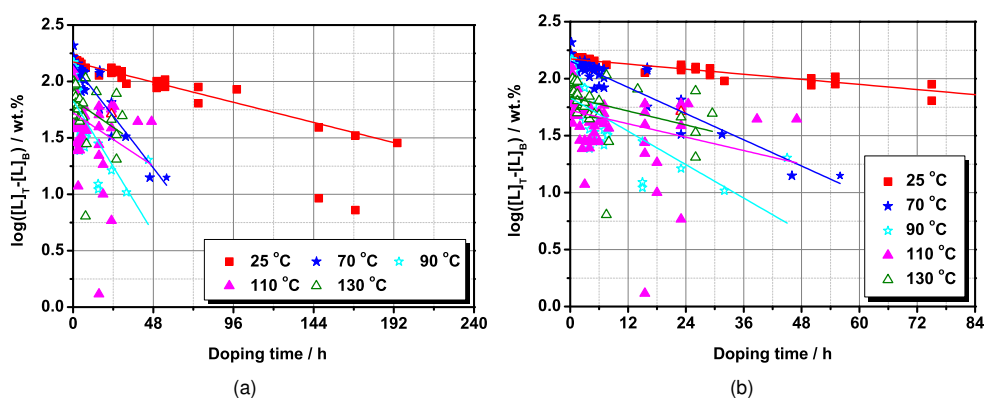 (a)
2.5
2.0
1.5
1.0
0.5
0.0
log([L]T-[L]B) / wt.%
25 °C 70 °C 90 °C
110 °C 130 °C
0 48 96 144 192 240
Doping time / h
(a)
(b)
2.5
2.0
1.5
1.0
0.5
0.0
log([L]T-[L]B) / wt.%
25 °C
70 °C
90 °C
110 °C
130 °C
0 12 24 36 48 60 72 84
Doping time / h
(b)